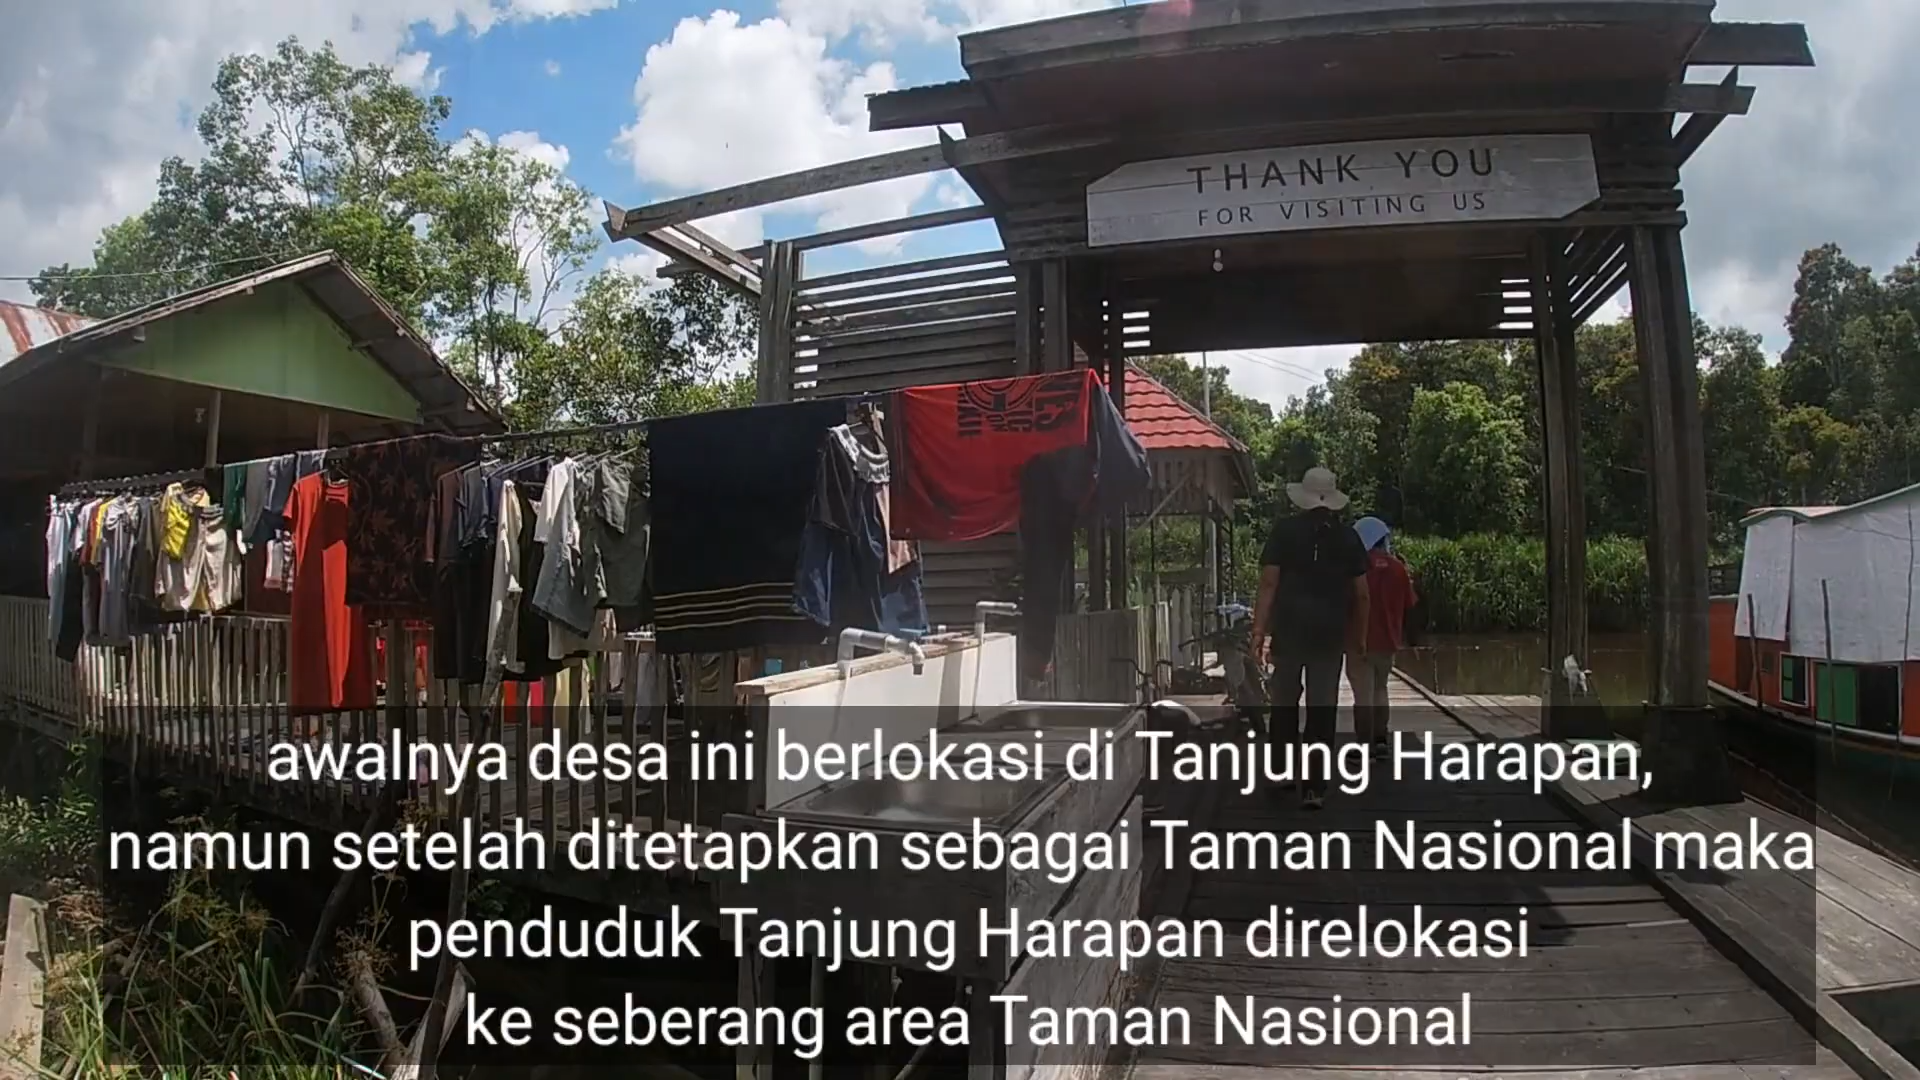 THANK YOU
FOR VISITING US
awalnya desa ini berlokasi di Tanjung Harapan,
namun setelah ditetapkan sebagai Taman Nasional maka
penduduk Tanjung Harapan direlokasi
ke seberang area Taman Nasional